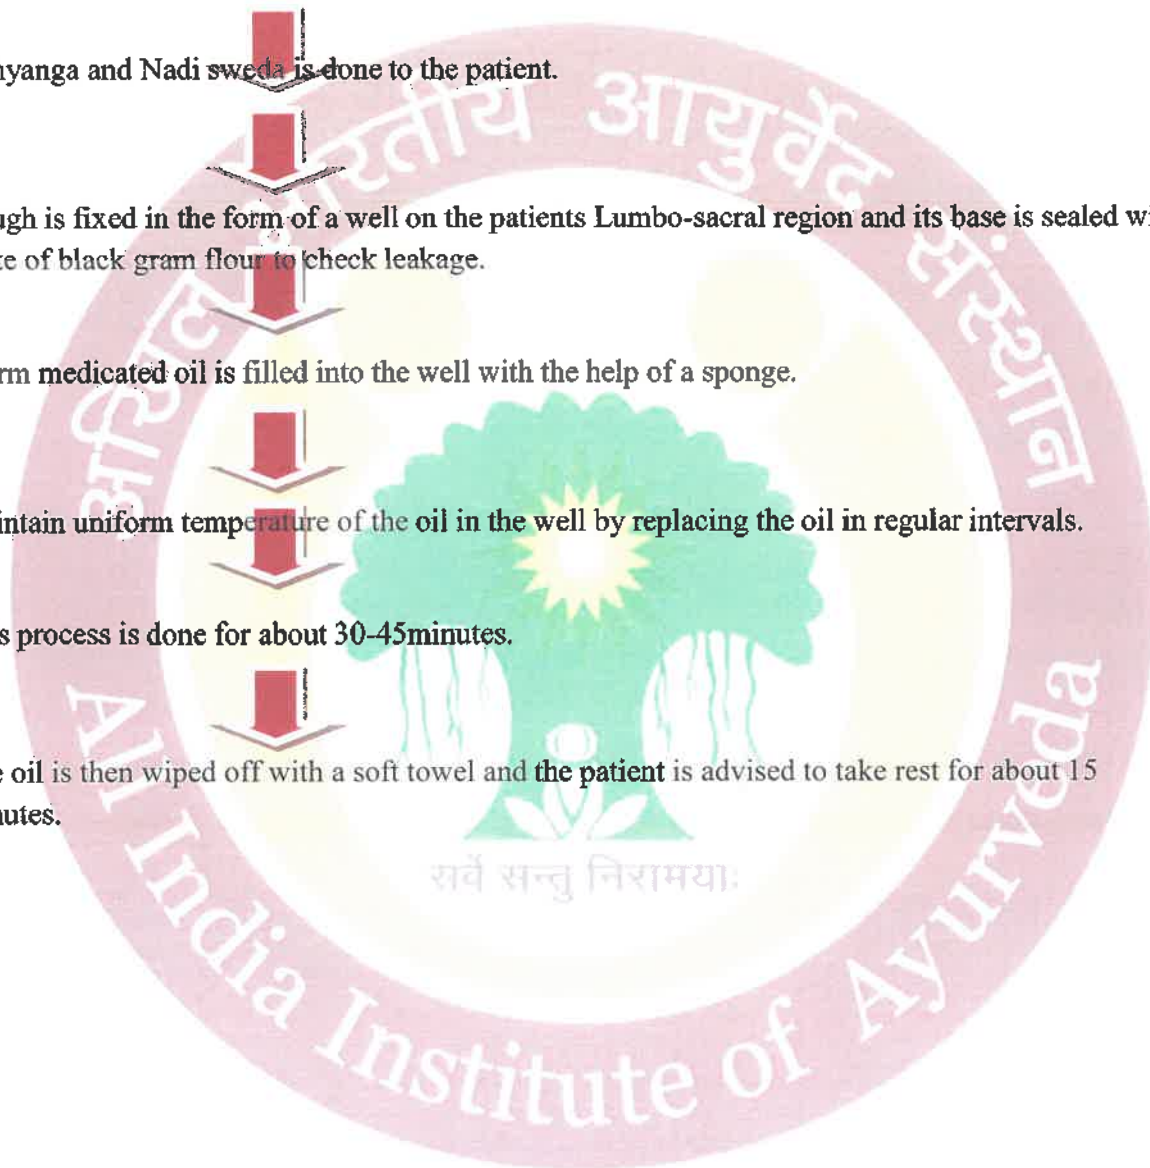 nyanga and Nadi sweda is done to the patient.
ugh is fixed in the form of a well on the patients Lumbo-sacral region and its base is sealed wi
te of black gram flour to check leakage.
rm medicated oil is filled into the well with the help of a sponge.
intain uniform temperature of the oil in the well by replacing the oil in regular intervals.
s process is done for about 30-45minutes.
e oil is then wiped off with a soft towel and the patient is advised to take rest for about 15
nutes.
अखिल भारतीय आयुर्वेद संस्थान
सर्वे सन्तु निरामयाः
All India Institute of Ayurveda